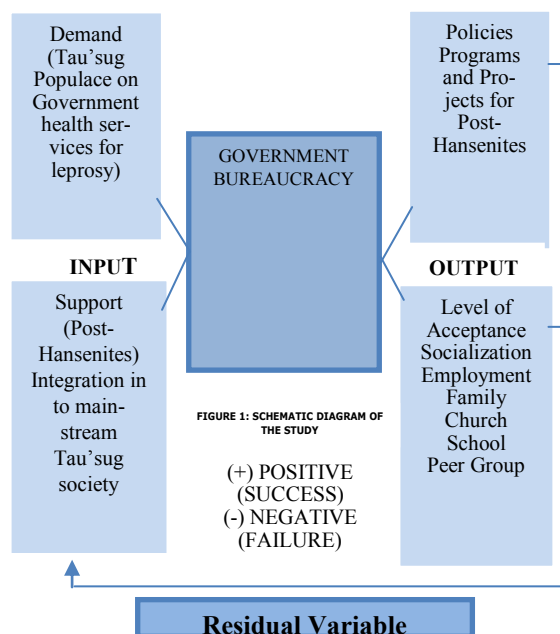 Demand
(Tau’sug
Populace on
Government
health ser-
vices for
leprosy)
INPUT
Support
(Post-
Hansenites)
Integration in
to main-
stream
Tau’sug
society
GOVERNMENT
BUREAUCRACY
FIGURE 1: SCHEMATIC DIAGRAM OF
THE STUDY
(+) POSITIVE
(SUCCESS)
(-) NEGATIVE
(FAILURE)
Policies
Programs
and Pro-
jects for
Post-
Hansenites
OUTPUT
Level of
Acceptance
Socialization
Employment
Family
Church
School
Peer Group
Residual Variable